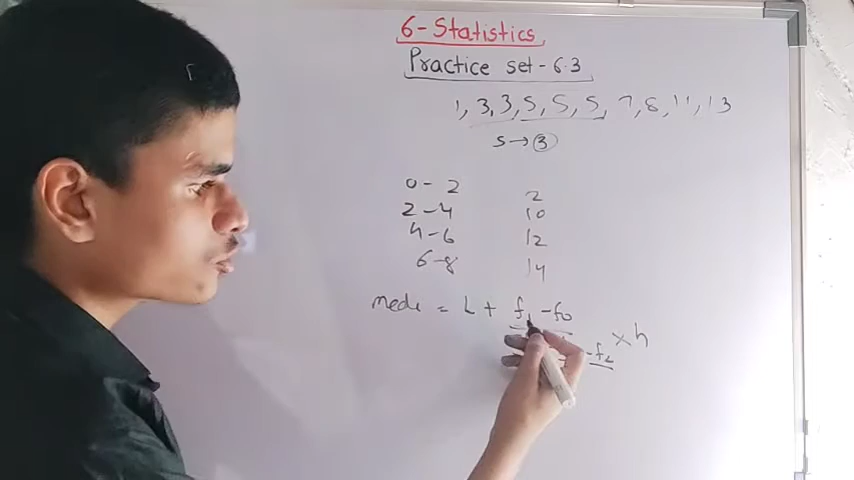 6-Statistics
Practice set-6.3
1, 3, 3, 5, 5, 5, 7, 8, 11, 13
5→3
0-2 2
2-4 10
4-6 12
6-8 14
mode = L + f1 - f0
- f2 × h